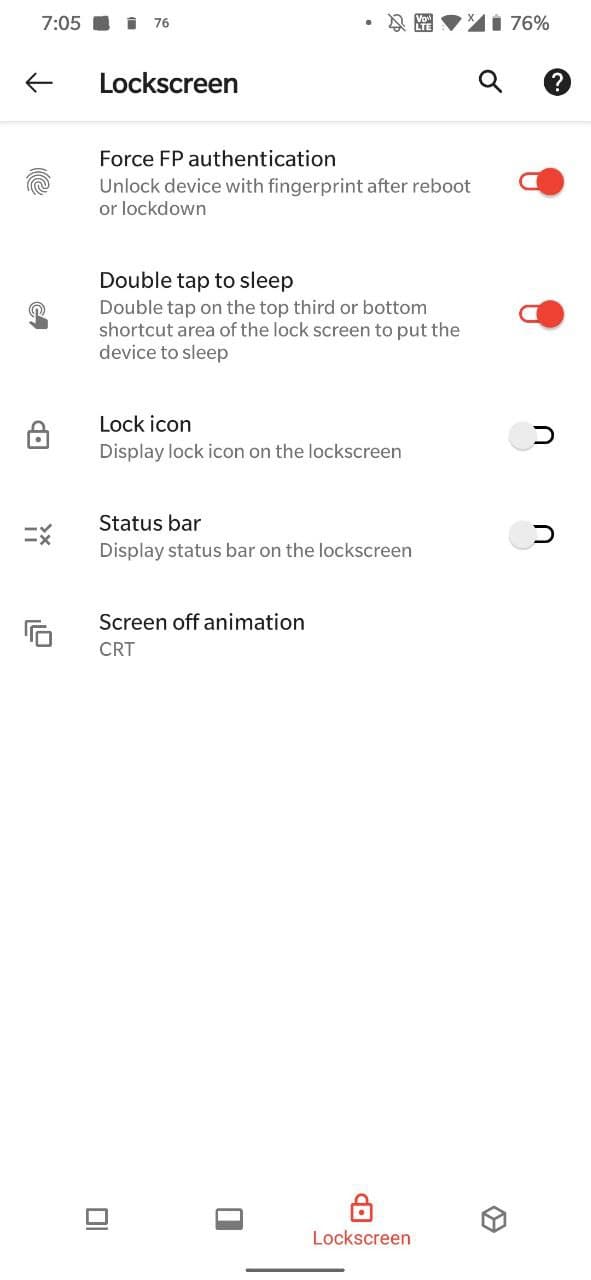 7:05 76 Vo)) LTE X 76%
Lockscreen ?
Force FP authentication
Unlock device with fingerprint after reboot
or lockdown
Double tap to sleep
Double tap on the top third or bottom
shortcut area of the lock screen to put the
device to sleep
Lock icon
Display lock icon on the lockscreen
Status bar
Display status bar on the lockscreen
Screen off animation
CRT
Lockscreen